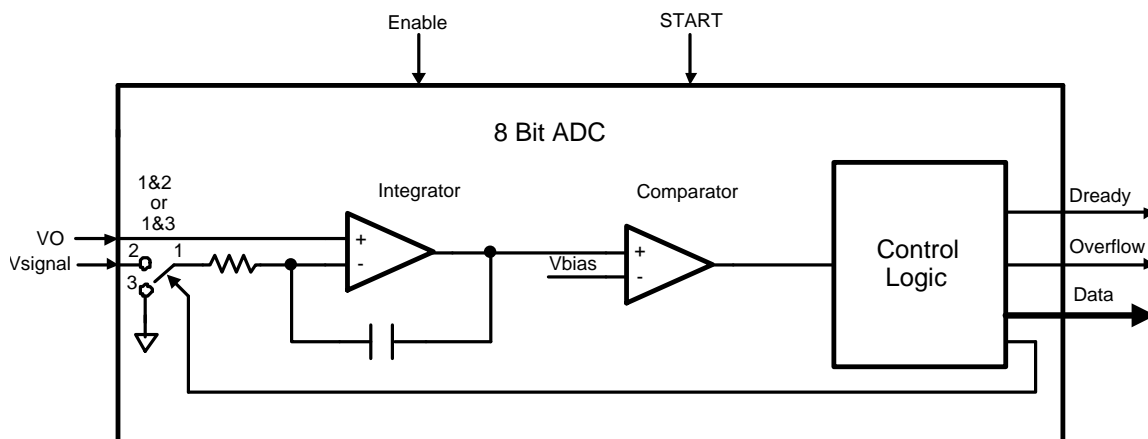 Enable
START
8 Bit ADC
1&2
or
1&3
Integrator
Comparator
Dready
VO
+
+
2
1
Control
Logic
Overflow
Vsignal
-
Vbias
-
3
Data